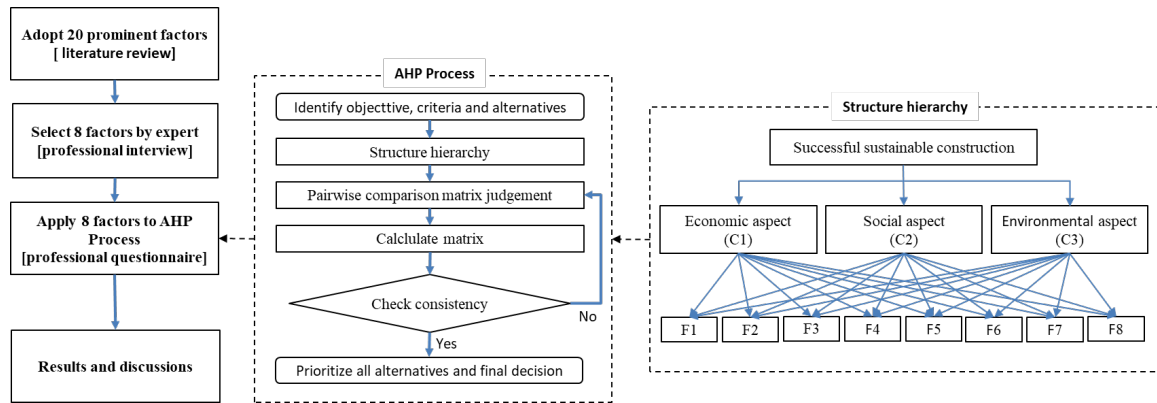 Adopt 20 prominent factors
[ literature review]
Select 8 factors by expert
[professional interview]
Apply 8 factors to AHP
Process
[professional questionnaire]
Results and discussions
AHP Process
Identify objecttive, criteria and alternatives
Structure hierarchy
Pairwise comparison matrix judgement
Calclulate matrix
Check consistency
No
Yes
Prioritize all alternatives and final decision
Structure hierarchy
Successful sustainable construction
Economic aspect
(C1)
Social aspect
(C2)
Environmental aspect
(C3)
F1 F2 F3 F4 F5 F6 F7 F8